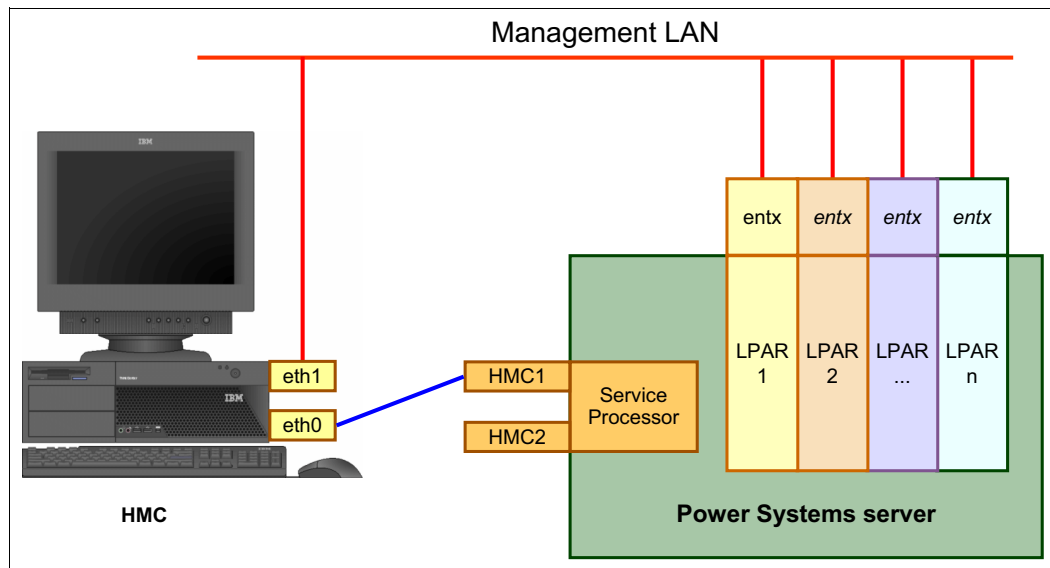 Management LAN
IBM
entx
entx
entx
entx
eth1
eth0
IBM
HMC1
HMC2
Service
Processor
LPAR
1
LPAR
2
LPAR
...
LPAR
n
HMC
Power Systems server